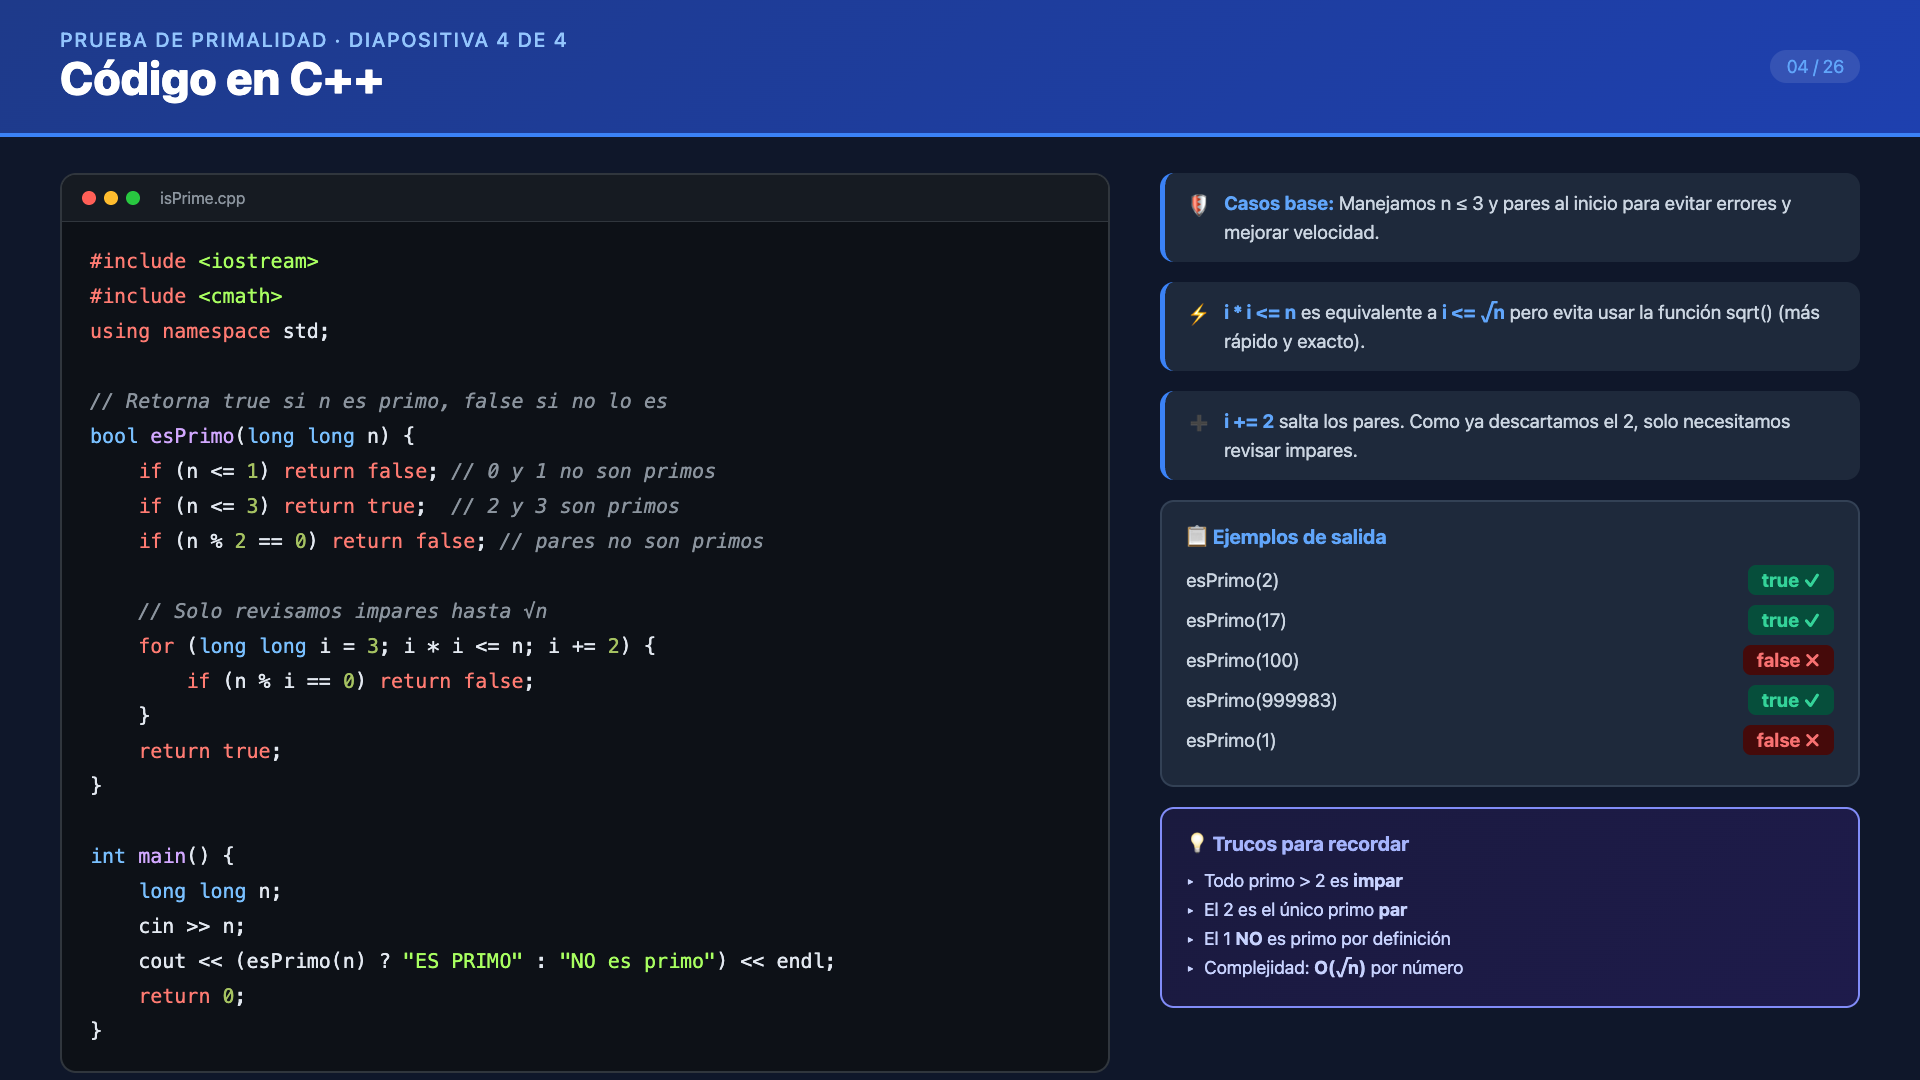 PRUEBA DE PRIMALIDAD · DIAPOSITIVA 4 DE 4
Código en C++
04 / 26
isPrime.cpp
#include <iostream>
#include <cmath>
using namespace std;

// Retorna true si n es primo, false si no lo es
bool esPrimo(long long n) {
    if (n <= 1) return false; // 0 y 1 no son primos
    if (n <= 3) return true;  // 2 y 3 son primos
    if (n % 2 == 0) return false; // pares no son primos

    // Solo revisamos impares hasta √n
    for (long long i = 3; i * i <= n; i += 2) {
        if (n % i == 0) return false;
    }
    return true;
}

int main() {
    long long n;
    cin >> n;
    cout << (esPrimo(n) ? "ES PRIMO" : "NO es primo") << endl;
    return 0;
}
🛡️ Casos base: Manejamos n ≤ 3 y pares al inicio para evitar errores y
mejorar velocidad.
⚡ i * i <= n es equivalente a i <= √n pero evita usar la función sqrt() (más
rápido y exacto).
➕ i += 2 salta los pares. Como ya descartamos el 2, solo necesitamos
revisar impares.
📋 Ejemplos de salida
esPrimo(2) true ✓
esPrimo(17) true ✓
esPrimo(100) false ✕
esPrimo(999983) true ✓
esPrimo(1) false ✕
💡 Trucos para recordar
▸ Todo primo > 2 es impar
▸ El 2 es el único primo par
▸ El 1 NO es primo por definición
▸ Complejidad: O(√n) por número